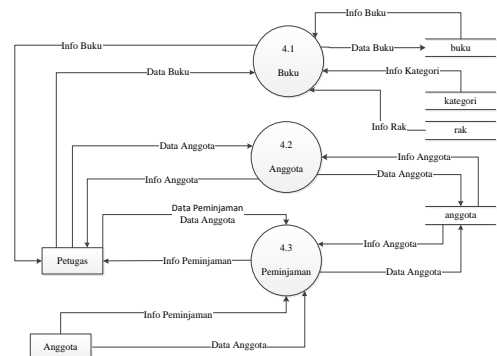 Info Buku
Info Buku
4.1
Buku
Data Buku
buku
Data Buku
Info Kategori
kategori
Info Rak
rak
4.2
Anggota
Data Anggota
Info Anggota
Info Anggota
Data Anggota
anggota
Data Peminjaman
Data Anggota
Info Anggota
4.3
Peminjaman
Petugas
Info Peminjaman
Data Anggota
Info Peminjaman
Anggota
Data Anggota